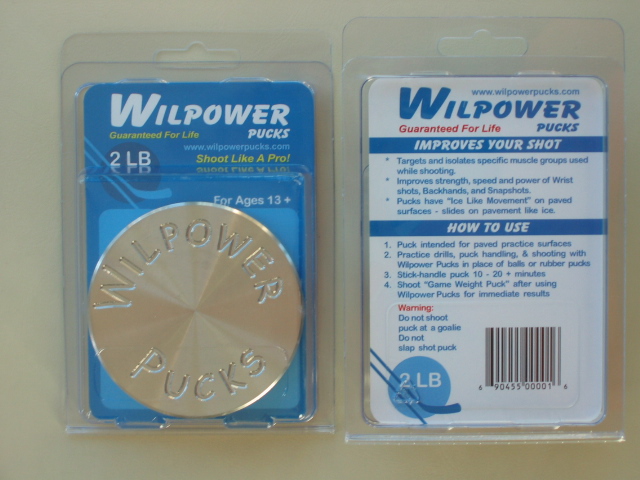 WILPOWER
Guaranteed For Life
PUCKS
www.wilpowerpucks.com
2 LB
Shoot Like A Pro!
For Ages 13 +
WILPOWER
PUCKS
www.wilpowerpucks.com
WILPOWER
Guaranteed For Life
PUCKS
IMPROVES YOUR SHOT
* Targets and isolates specific muscle groups used
while shooting.
* Improves strength, speed and power of Wrist
shots, Backhands, and Snapshots.
* Pucks have "Ice Like Movement" on paved
surfaces - slides on pavement like ice.
HOW TO USE
1. Puck intended for paved practice surfaces
2. Practice drills, puck handling, & shooting with
Wilpower Pucks in place of balls or rubber pucks
3. Stick-handle puck 10 - 20 + minutes
4. Shoot "Game Weight Puck" after using
Wilpower Pucks for immediate results
Warning:
Do not shoot
puck at a goalie
Do not
slap shot puck
2 LB
6 90455 00001 6